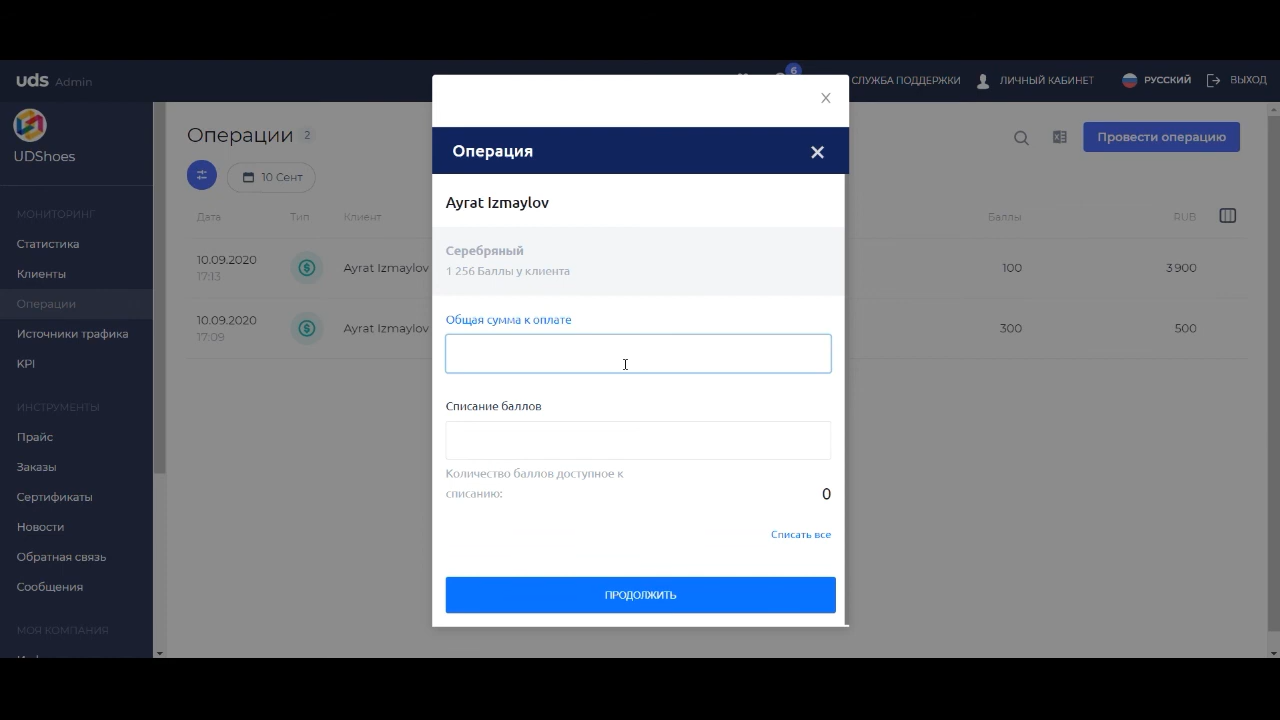 uds Admin
6
СЛУЖБА ПОДДЕРЖКИ
ЛИЧНЫЙ КАБИНЕТ
РУССКИЙ
ВЫХОД
UDShoes
МОНИТОРИНГ
Статистика
Клиенты
Операции
Источники трафика
KPI
ИНСТРУМЕНТЫ
Прайс
Заказы
Сертификаты
Новости
Обратная связь
Сообщения
МОЯ КОМПАНИЯ
Операции 2
Провести операцию
10 Сент
Дата Тип Клиент Баллы RUB
10.09.2020
17:13
Ayrat Izmaylov 100 3 900
10.09.2020
17:09
Ayrat Izmaylov 300 500
Операция
Ayrat Izmaylov
Серебряный
1 256 Баллы у клиента
Общая сумма к оплате
Списание баллов
Количество баллов доступное к
списанию: 0
Списать все
ПРОДОЛЖИТЬ